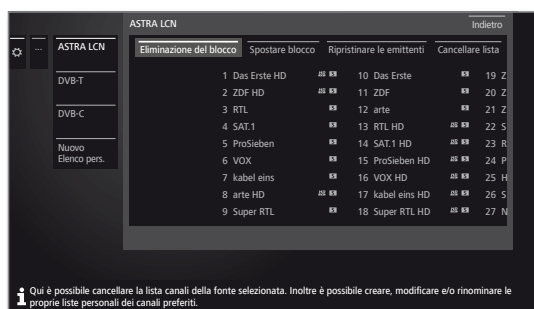 ASTRA LCN
Indietro
...
ASTRA LCN
DVB-T
DVB-C
Nuovo
Elenco pers.
Eliminazione del blocco Spostare blocco Ripristinare le emittenti Cancellare lista
1 Das Erste HD 10 Das Erste 19 Z
2 ZDF HD 11 ZDF 20 Z
3 RTL 12 arte 21 Z
4 SAT.1 13 RTL HD 22 S
5 ProSieben 14 SAT.1 HD 23 R
6 VOX 15 ProSieben HD 24 P
7 kabel eins 16 VOX HD 25 H
8 arte HD 17 kabel eins HD 26 S
9 Super RTL 18 Super RTL HD 27 N
Qui è possibile cancellare la lista canali della fonte selezionata. Inoltre è possibile creare, modificare e/o rinominare le
proprie liste personali dei canali preferiti.